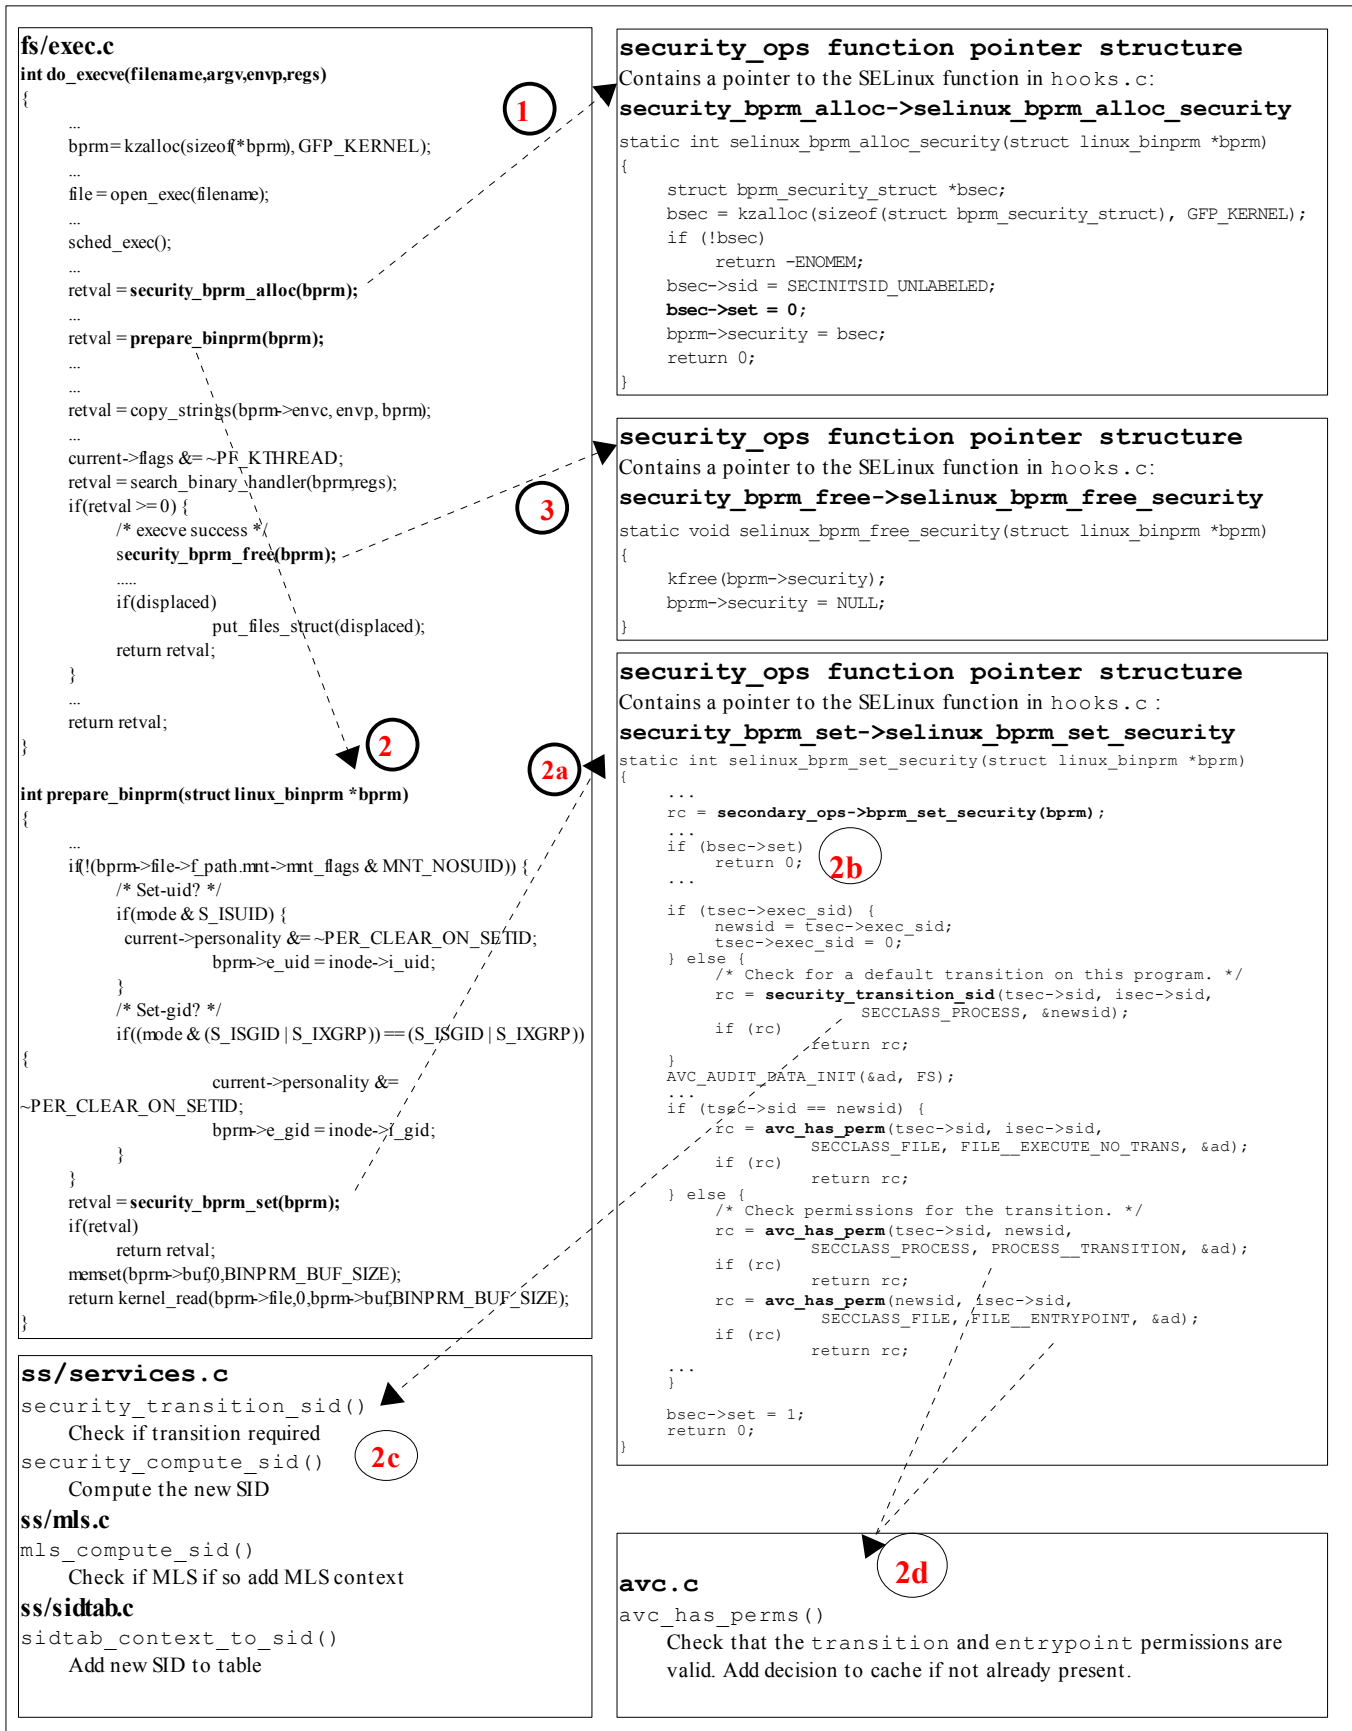 fs/exec.c
int do_execve(filename,argv,envp,regs)
{
...
bprm = kzalloc(sizeof(*bprm), GFP_KERNEL);
...
file = open_exec(filename);
...
sched_exec();
...
retval = security_bprm_alloc(bprm);
...
retval = prepare_binprm(bprm);
...
...
retval = copy_strings(bprm->envc, envp, bprm);
...
current->flags &= ~PF_KTHREAD;
retval = search_binary_handler(bprm,regs);
if(retval >= 0) {
/* execve success */
security_bprm_free(bprm);
.....
if(displaced)
put_files_struct(displaced);
return retval;
}
...
return retval;
}
int prepare_binprm(struct linux_binprm *bprm)
{
...
if(!(bprm->file->f_path.mnt->mnt_flags & MNT_NOSUID)) {
/* Set-uid? */
if(mode & S_ISUID) {
current->personality &= ~PER_CLEAR_ON_SETID;
bprm->e_uid = inode->i_uid;
}
/* Set-gid? */
if((mode & (S_ISGID | S_IXGRP)) == (S_ISGID | S_IXGRP))
{
current->personality &=
~PER_CLEAR_ON_SETID;
bprm->e_gid = inode->i_gid;
}
}
retval = security_bprm_set(bprm);
if(retval)
return retval;
memset(bprm->buf,0,BINPRM_BUF_SIZE);
return kernel_read(bprm->file,0,bprm->buf,BINPRM_BUF_SIZE);
}
1
2
3
2a
security_ops function pointer structure
Contains a pointer to the SELinux function in hooks.c:
security_bprm_alloc->selinux_bprm_alloc_security
static int selinux_bprm_alloc_security(struct linux_binprm *bprm)
{
struct bprm_security_struct *bsec;
bsec = kzalloc(sizeof(struct bprm_security_struct), GFP_KERNEL);
if (!bsec)
return -ENOMEM;
bsec->sid = SECINITSID_UNLABELED;
bsec->set = 0;
bprm->security = bsec;
return 0;
}
security_ops function pointer structure
Contains a pointer to the SELinux function in hooks.c:
security_bprm_free->selinux_bprm_free_security
static void selinux_bprm_free_security(struct linux_binprm *bprm)
{
kfree(bprm->security);
bprm->security = NULL;
}
security_ops function pointer structure
Contains a pointer to the SELinux function in hooks.c :
security_bprm_set->selinux_bprm_set_security
static int selinux_bprm_set_security(struct linux_binprm *bprm)
{
...
rc = secondary_ops->bprm_set_security(bprm);
...
if (bsec->set)
return 0;
2b
...
if (tsec->exec_sid) {
newsid = tsec->exec_sid;
tsec->exec_sid = 0;
} else {
/* Check for a default transition on this program. */
rc = security_transition_sid(tsec->sid, isec->sid,
SECCLASS_PROCESS, &newsid);
if (rc)
return rc;
}
AVC_AUDIT_DATA_INIT(&ad, FS);
...
if (tsec->sid == newsid) {
rc = avc_has_perm(tsec->sid, isec->sid,
SECCLASS_FILE, FILE__EXECUTE_NO_TRANS, &ad);
if (rc)
return rc;
} else {
/* Check permissions for the transition. */
rc = avc_has_perm(tsec->sid, newsid,
SECCLASS_PROCESS, PROCESS__TRANSITION, &ad);
if (rc)
return rc;
rc = avc_has_perm(newsid, isec->sid,
SECCLASS_FILE, FILE__ENTRYPOINT, &ad);
if (rc)
return rc;
...
}
bsec->set = 1;
return 0;
}
ss/services.c
security_transition_sid()
Check if transition required
security_compute_sid()
2c
Compute the new SID
ss/mls.c
mls_compute_sid()
Check if MLS if so add MLS context
ss/sidtab.c
sidtab_context_to_sid()
Add new SID to table
2d
avc.c
avc_has_perms()
Check that the transition and entrypoint permissions are
valid. Add decision to cache if not already present.